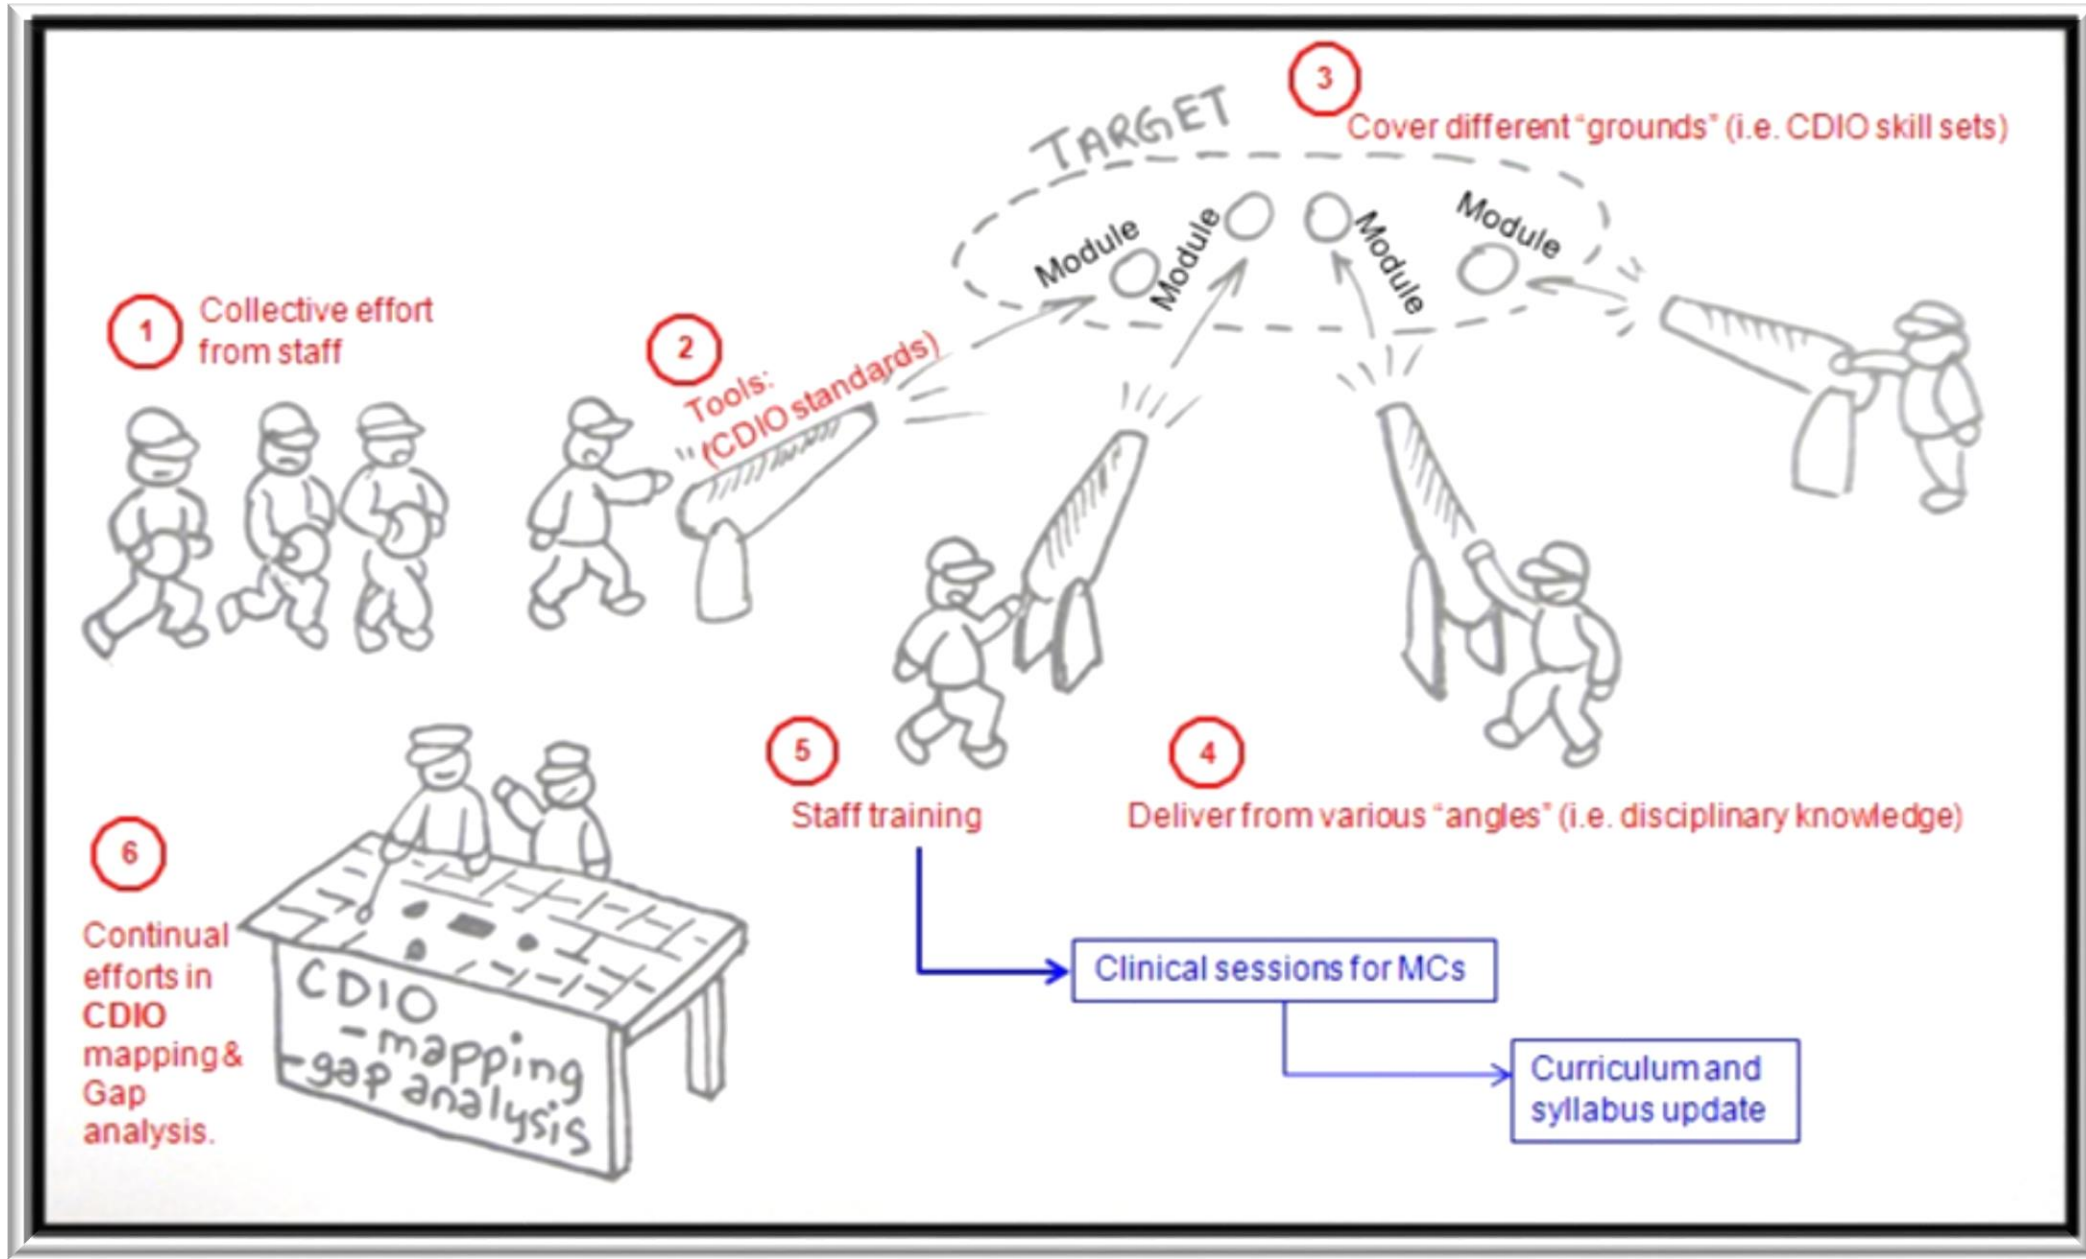 1
Collective effort
from staff
2
Tools:
(CDIO standards)
TARGET
3
Cover different “grounds” (i.e. CDIO skill sets)
Module
Module
Module
Module
4
Deliver from various “angles” (i.e. disciplinary knowledge)
5
Staff training
Clinical sessions for MCs
Curriculum and
syllabus update
6
Continual
efforts in
CDIO
mapping &
Gap
analysis.
CDIO
- mapping
- gap analysis